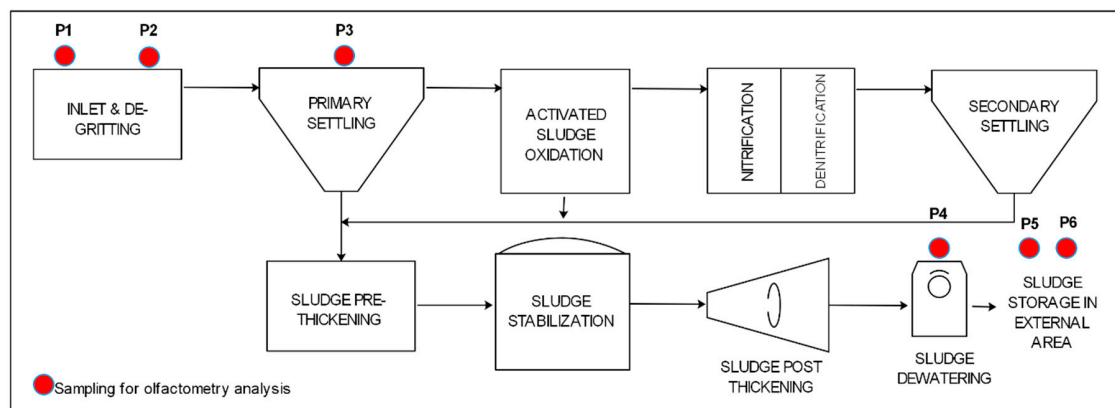 P1
P2
P3
INLET & DE-
GRITTING
PRIMARY
SETTLING
ACTIVATED
SLUDGE
OXIDATION
NITRIFICATION
DENITRIFICATION
SECONDARY
SETTLING
P4
P5
P6
SLUDGE PRE-
THICKENING
SLUDGE
STABILIZATION
SLUDGE POST
THICKENING
SLUDGE
DEWATERING
SLUDGE
STORAGE IN
EXTERNAL
AREA
Sampling for olfactometry analysis